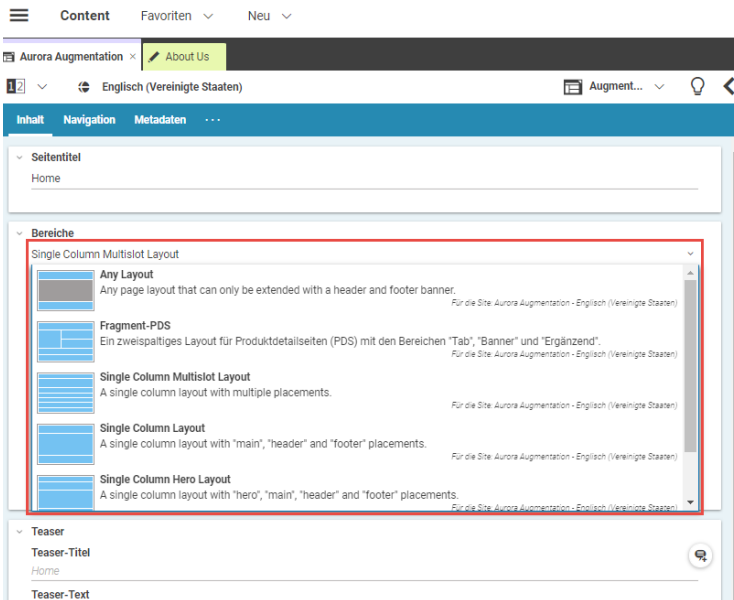 Content Favoriten Neu
Aurora Augmentation × About Us
12 Englisch (Vereinigte Staaten) Augment...
Inhalt Navigation Metadaten ...
Seitentitel
Home
Bereiche
Single Column Multislot Layout
Any Layout
Any page layout that can only be extended with a header and footer banner.
Für die Site: Aurora Augmentation - Englisch (Vereinigte Staaten)
Fragment-PDS
Ein zweispaltiges Layout für Produktdetailseiten (PDS) mit den Bereichen "Tab", "Banner" und "Ergänzend".
Für die Site: Aurora Augmentation - Englisch (Vereinigte Staaten)
Single Column Multislot Layout
A single column layout with multiple placements.
Für die Site: Aurora Augmentation - Englisch (Vereinigte Staaten)
Single Column Layout
A single column layout with "main", "header" and "footer" placements.
Für die Site: Aurora Augmentation - Englisch (Vereinigte Staaten)
Single Column Hero Layout
A single column layout with "hero", "main", "header" and "footer" placements.
Für die Site: Aurora Augmentation - Englisch (Vereinigte Staaten)
Teaser
Teaser-Titel
Home
Teaser-Text